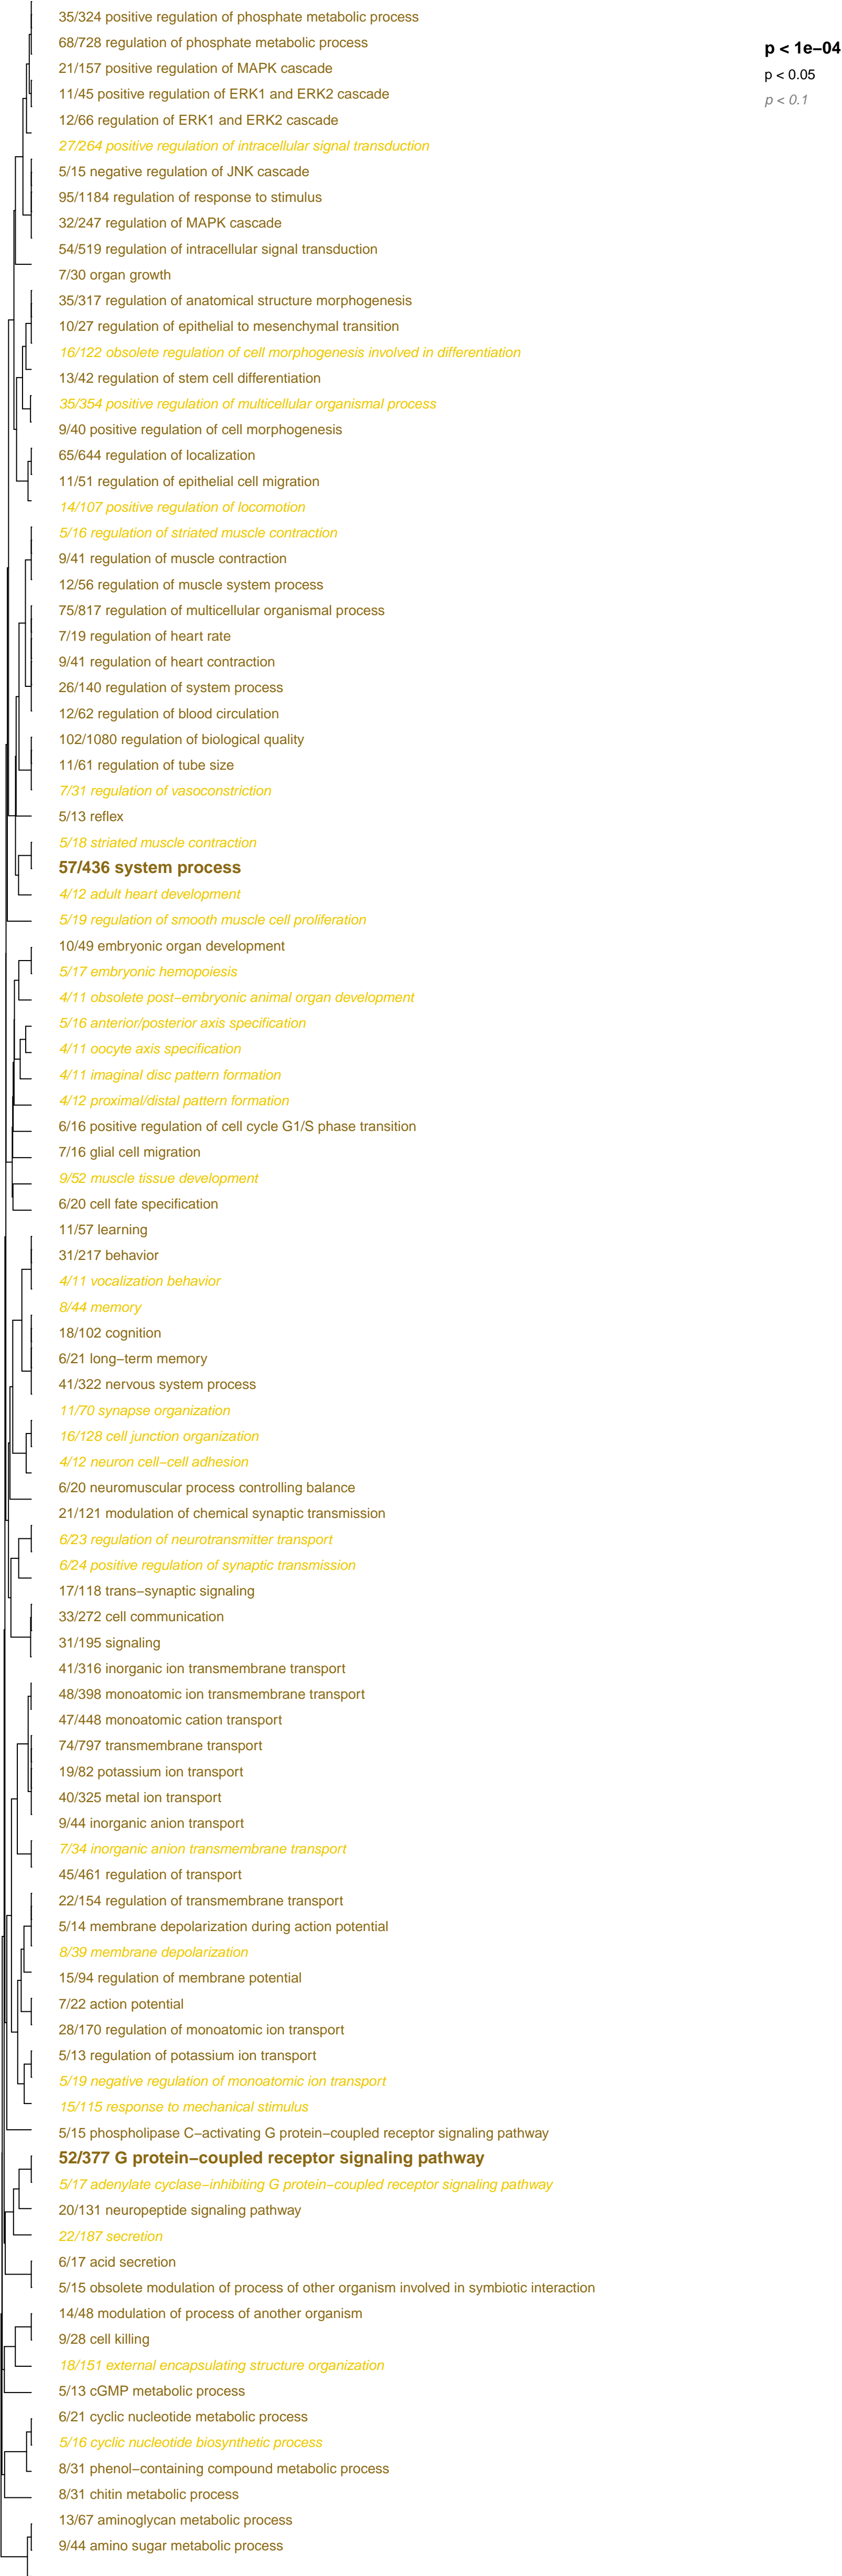 35/324 positive regulation of phosphate metabolic process
68/728 regulation of phosphate metabolic process
p < 1e−04
21/157 positive regulation of MAPK cascade
p < 0.05
11/45 positive regulation of ERK1 and ERK2 cascade
p < 0.1
12/66 regulation of ERK1 and ERK2 cascade
27/264 positive regulation of intracellular signal transduction
5/15 negative regulation of JNK cascade
95/1184 regulation of response to stimulus
32/247 regulation of MAPK cascade
54/519 regulation of intracellular signal transduction
7/30 organ growth
35/317 regulation of anatomical structure morphogenesis
10/27 regulation of epithelial to mesenchymal transition
16/122 obsolete regulation of cell morphogenesis involved in differentiation
13/42 regulation of stem cell differentiation
35/354 positive regulation of multicellular organismal process
9/40 positive regulation of cell morphogenesis
65/644 regulation of localization
11/51 regulation of epithelial cell migration
14/107 positive regulation of locomotion
5/16 regulation of striated muscle contraction
9/41 regulation of muscle contraction
12/56 regulation of muscle system process
75/817 regulation of multicellular organismal process
7/19 regulation of heart rate
9/41 regulation of heart contraction
26/140 regulation of system process
12/62 regulation of blood circulation
102/1080 regulation of biological quality
11/61 regulation of tube size
7/31 regulation of vasoconstriction
5/13 reflex
5/18 striated muscle contraction
57/436 system process
4/12 adult heart development
5/19 regulation of smooth muscle cell proliferation
10/49 embryonic organ development
5/17 embryonic hemopoiesis
4/11 obsolete post−embryonic animal organ development
5/16 anterior/posterior axis specification
4/11 oocyte axis specification
4/11 imaginal disc pattern formation
4/12 proximal/distal pattern formation
6/16 positive regulation of cell cycle G1/S phase transition
7/16 glial cell migration
9/52 muscle tissue development
6/20 cell fate specification
11/57 learning
31/217 behavior
4/11 vocalization behavior
8/44 memory
18/102 cognition
6/21 long−term memory
41/322 nervous system process
11/70 synapse organization
16/128 cell junction organization
4/12 neuron cell−cell adhesion
6/20 neuromuscular process controlling balance
21/121 modulation of chemical synaptic transmission
6/23 regulation of neurotransmitter transport
6/24 positive regulation of synaptic transmission
17/118 trans−synaptic signaling
33/272 cell communication
31/195 signaling
41/316 inorganic ion transmembrane transport
48/398 monoatomic ion transmembrane transport
47/448 monoatomic cation transport
74/797 transmembrane transport
19/82 potassium ion transport
40/325 metal ion transport
9/44 inorganic anion transport
7/34 inorganic anion transmembrane transport
45/461 regulation of transport
22/154 regulation of transmembrane transport
5/14 membrane depolarization during action potential
8/39 membrane depolarization
15/94 regulation of membrane potential
7/22 action potential
28/170 regulation of monoatomic ion transport
5/13 regulation of potassium ion transport
5/19 negative regulation of monoatomic ion transport
15/115 response to mechanical stimulus
5/15 phospholipase C−activating G protein−coupled receptor signaling pathway
52/377 G protein−coupled receptor signaling pathway
5/17 adenylate cyclase−inhibiting G protein−coupled receptor signaling pathway
20/131 neuropeptide signaling pathway
22/187 secretion
6/17 acid secretion
5/15 obsolete modulation of process of other organism involved in symbiotic interaction
14/48 modulation of process of another organism
9/28 cell killing
18/151 external encapsulating structure organization
5/13 cGMP metabolic process
6/21 cyclic nucleotide metabolic process
5/16 cyclic nucleotide biosynthetic process
8/31 phenol−containing compound metabolic process
8/31 chitin metabolic process
13/67 aminoglycan metabolic process
9/44 amino sugar metabolic process